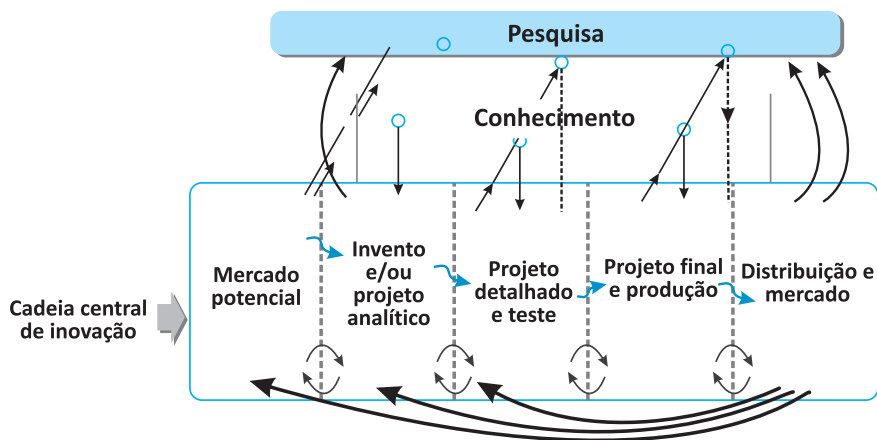 Pesquisa
Conhecimento
Cadeia central
de inovação
Mercado
potencial
Invento
e/ou
projeto
analítico
Projeto
detalhado
e teste
Projeto final
e produção
Distribuição e
mercado